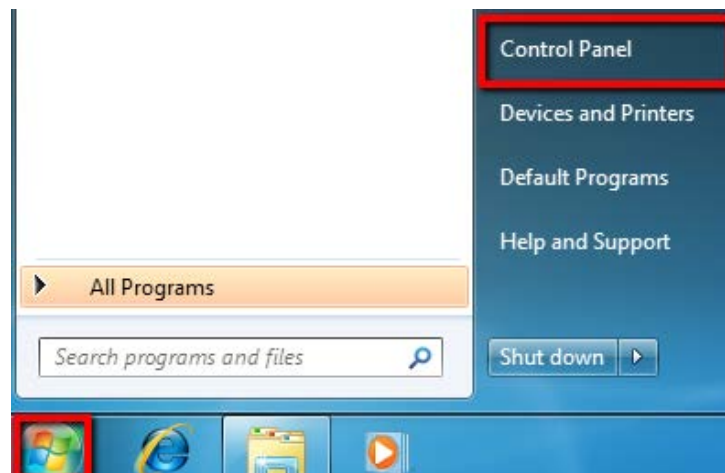 Control Panel
Devices and Printers
Default Programs
Help and Support
All Programs
Search programs and files
Shut down